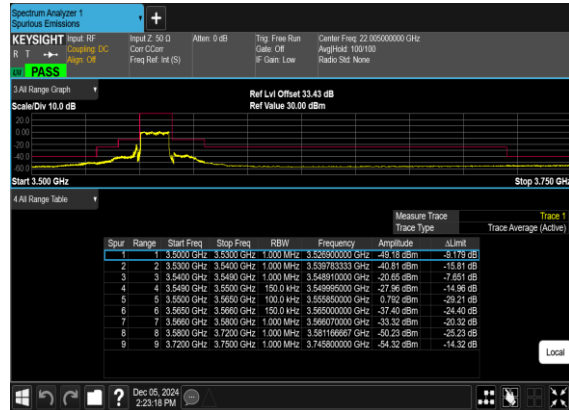 Spectrum Analyzer 1
Spurious Emissions
KEYSIGHT Input: RF Input Z: 50 Ω Atten: 0 dB Trig: Free Run Center Freq: 22.005000000 GHz
R T Coupling: DC Corr CCorr Gate: Off Avg|Hold: 100/100
Align: Off Freq Ref: Int (S) IF Gain: Low Radio Std: None
LW PASS
3 All Range Graph Ref Lvl Offset 33.43 dB
Scale/Div 10.0 dB Ref Value 30.00 dBm
20.0
0.00
-20.0
-40.0
-60.0
Start 3.500 GHz Stop 3.750 GHz
4 All Range Table
Measure Trace Trace 1
Trace Type Trace Average (Active)
Spur Range Start Freq Stop Freq RBW Frequency Amplitude ΔLimit
1 1 3.5000 GHz 3.5300 GHz 1.000 MHz 3.526900000 GHz -49.18 dBm -9.179 dB
2 2 3.5300 GHz 3.5400 GHz 1.000 MHz 3.539783333 GHz -40.81 dBm -15.81 dB
3 3 3.5400 GHz 3.5490 GHz 1.000 MHz 3.548910000 GHz -20.65 dBm -7.651 dB
4 4 3.5490 GHz 3.5500 GHz 150.0 kHz 3.549995000 GHz -27.96 dBm -14.96 dB
5 5 3.5500 GHz 3.5650 GHz 100.0 kHz 3.555850000 GHz 0.792 dBm -29.21 dB
6 6 3.5650 GHz 3.5660 GHz 150.0 kHz 3.565000000 GHz -37.40 dBm -24.40 dB
7 7 3.5660 GHz 3.5800 GHz 1.000 MHz 3.566070000 GHz -33.32 dBm -20.32 dB
8 8 3.5800 GHz 3.7200 GHz 1.000 MHz 3.581166667 GHz -50.23 dBm -25.23 dB
9 9 3.7200 GHz 3.7500 GHz 1.000 MHz 3.745800000 GHz -54.32 dBm -14.32 dB
Local
Dec 05, 2024
2:23:18 PM